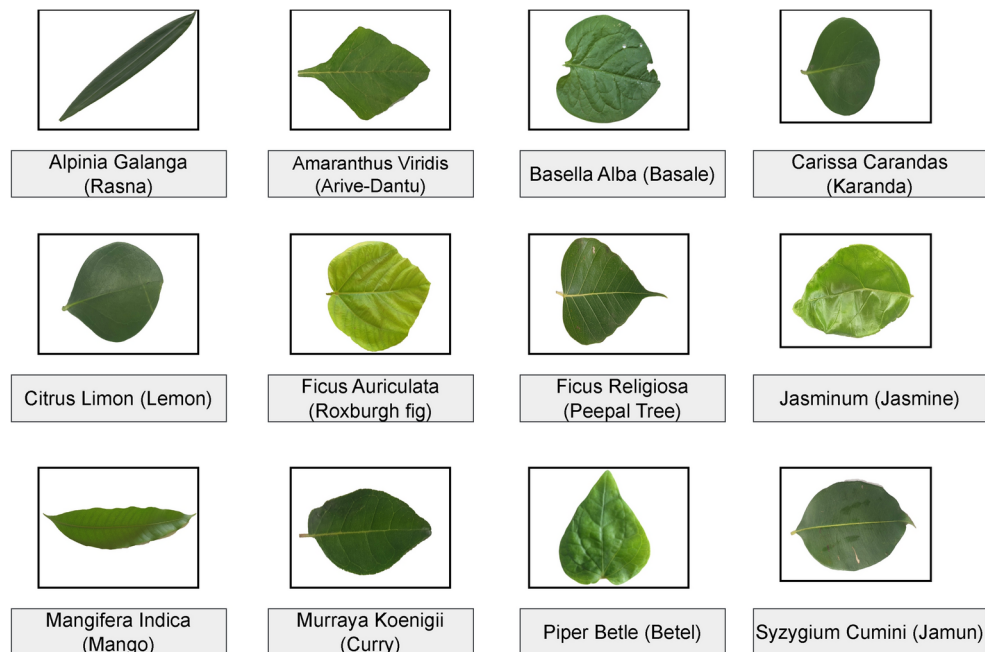 Alpinia Galanga
(Rasna)
Amaranthus Viridis
(Arive-Dantu)
Basella Alba (Basale)
Carissa Carandas
(Karanda)
Citrus Limon (Lemon)
Ficus Auriculata
(Roxburgh fig)
Ficus Religiosa
(Peepal Tree)
Jasminum (Jasmine)
Mangifera Indica
(Mango)
Murraya Koenigii
(Curry)
Piper Betle (Betel)
Syzygium Cumini (Jamun)